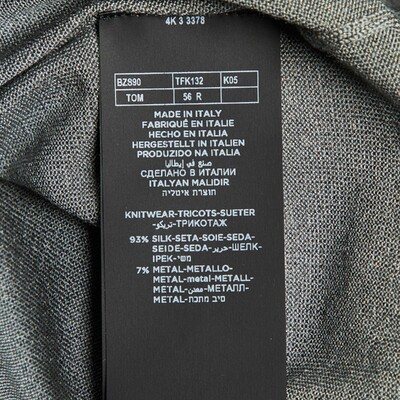 4K 3 3378
BZS90 TFK132 K05
TOM 56 R
MADE IN ITALY
FABRIQUÉ EN ITALIE
HECHO EN ITALIA
HERGESTELLT IN ITALIEN
PRODUZIDO NA ITALIA
صنع في إيطاليا
СДЕЛАНО В ИТАЛИИ
ITALYAN MALIDIR
תוצרת איטליה
KNITWEAR-TRICOTS-SUETER
-تريكو-ТРИКОТАЖ
93% SILK-SETA-SOIE-SEDA-
SEIDE-SEDA-حرير-ШЕЛК-
IPEK-משי
7% METAL-METALLO-
METAL-metal-METALL-
METAL-معدن-МЕТАЛЛ-
METAL-סיב מתכת